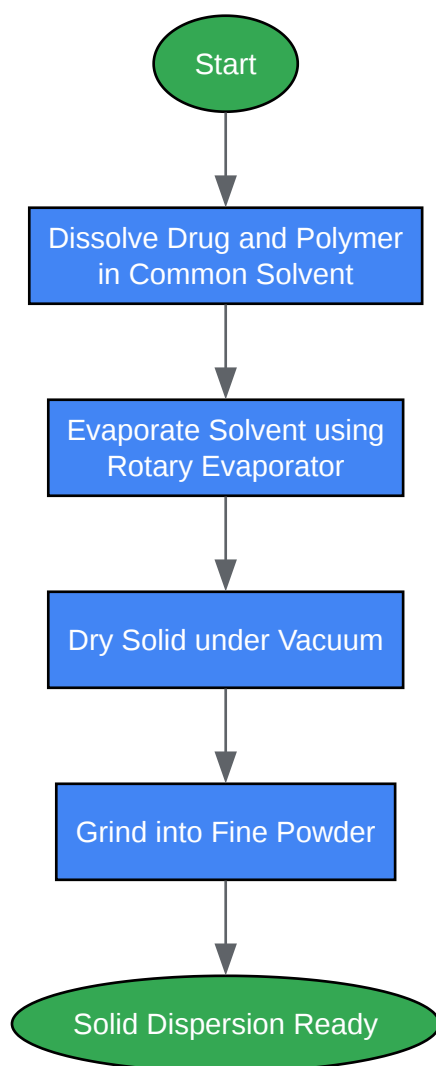 Start
Dissolve Drug and Polymer
in Common Solvent
Evaporate Solvent using
Rotary Evaporator
Dry Solid under Vacuum
Grind into Fine Powder
Solid Dispersion Ready